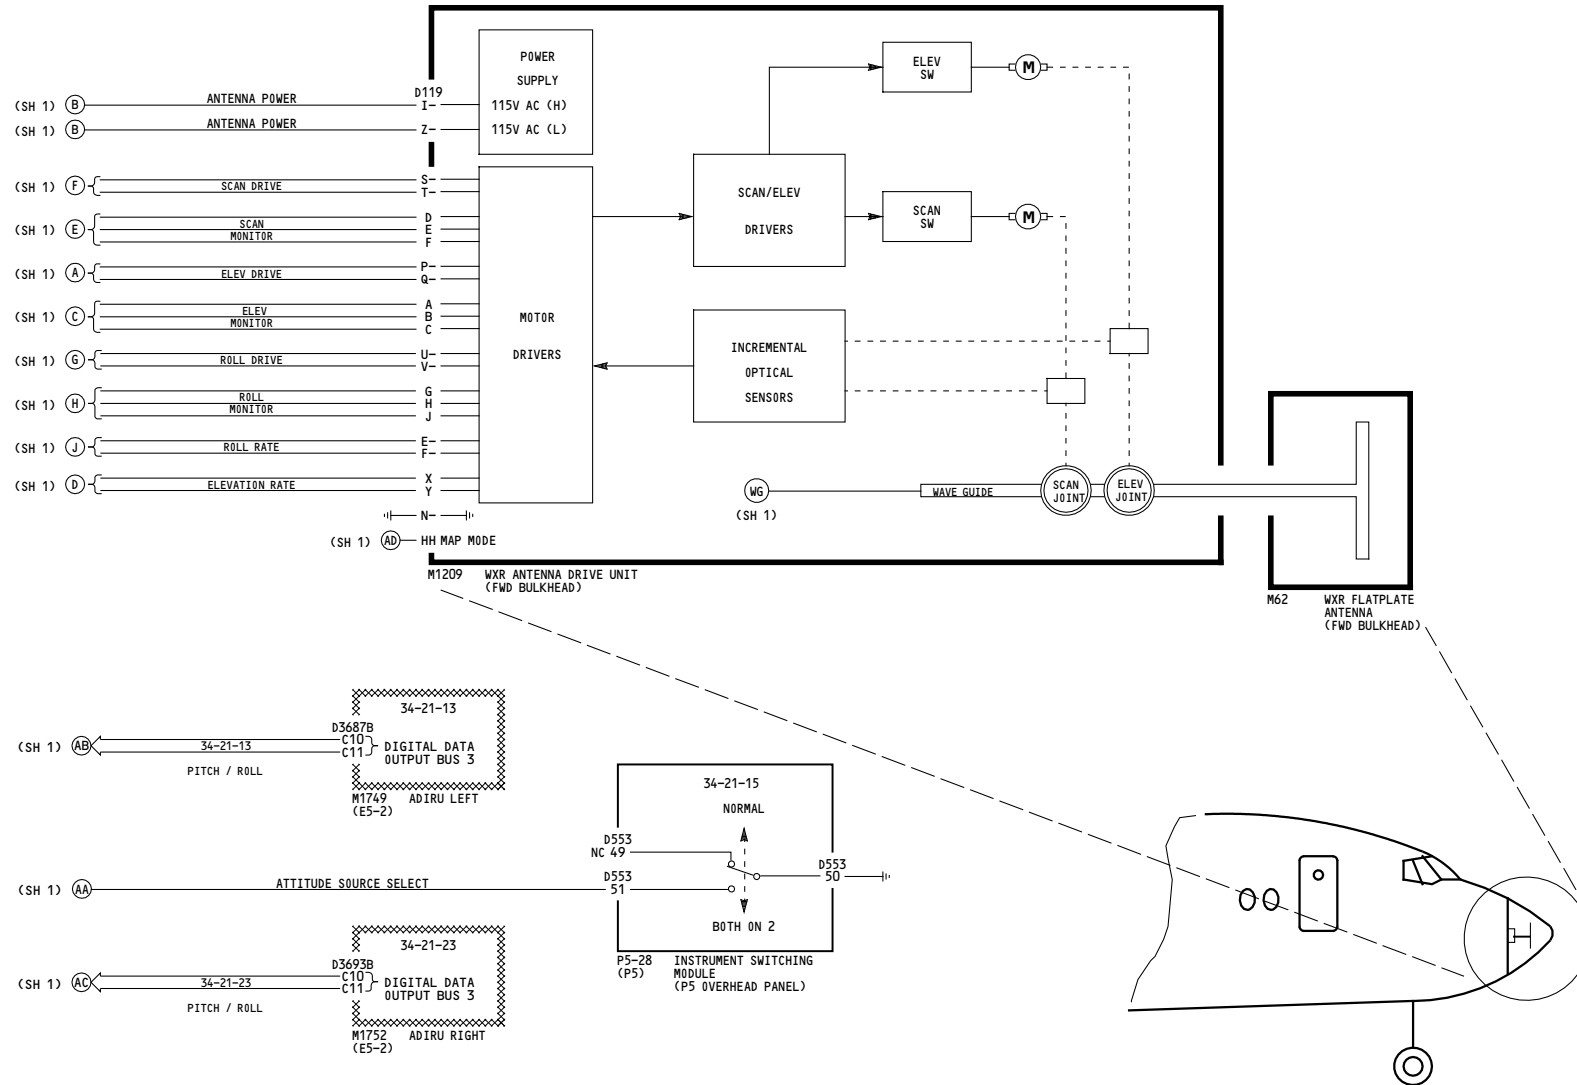 POWER
SUPPLY
D119
(SH 1) B ANTENNA POWER I- 115V AC (H)
(SH 1) B ANTENNA POWER Z- 115V AC (L)
ELEV
SW
M
(SH 1) F SCAN DRIVE S-
T-
(SH 1) E SCAN
MONITOR
D
E
F
(SH 1) A ELEV DRIVE P-
Q-
(SH 1) C ELEV
MONITOR
A
B
C
(SH 1) G ROLL DRIVE U-
V-
(SH 1) H ROLL
MONITOR
G
H
J
(SH 1) J ROLL RATE E-
F-
(SH 1) D ELEVATION RATE X
Y
N-
(SH 1) AD HH MAP MODE
MOTOR
DRIVERS
SCAN/ELEV
DRIVERS
SCAN
SW
M
INCREMENTAL
OPTICAL
SENSORS
WG
(SH 1)
WAVE GUIDE
SCAN
JOINT
ELEV
JOINT
M1209 WXR ANTENNA DRIVE UNIT
(FWD BULKHEAD)
M62 WXR FLATPLATE
ANTENNA
(FWD BULKHEAD)
34-21-13
D3687B
(SH 1) AB 34-21-13 C10
C11
DIGITAL DATA
OUTPUT BUS 3
PITCH / ROLL
M1749 ADIRU LEFT
(E5-2)
34-21-15
NORMAL
D553
NC 49
D553
50
(SH 1) AA ATTITUDE SOURCE SELECT D553
51
BOTH ON 2
P5-28 INSTRUMENT SWITCHING
(P5) MODULE
(P5 OVERHEAD PANEL)
34-21-23
D3693B
(SH 1) AC 34-21-23 C10
C11
DIGITAL DATA
OUTPUT BUS 3
PITCH / ROLL
M1752 ADIRU RIGHT
(E5-2)